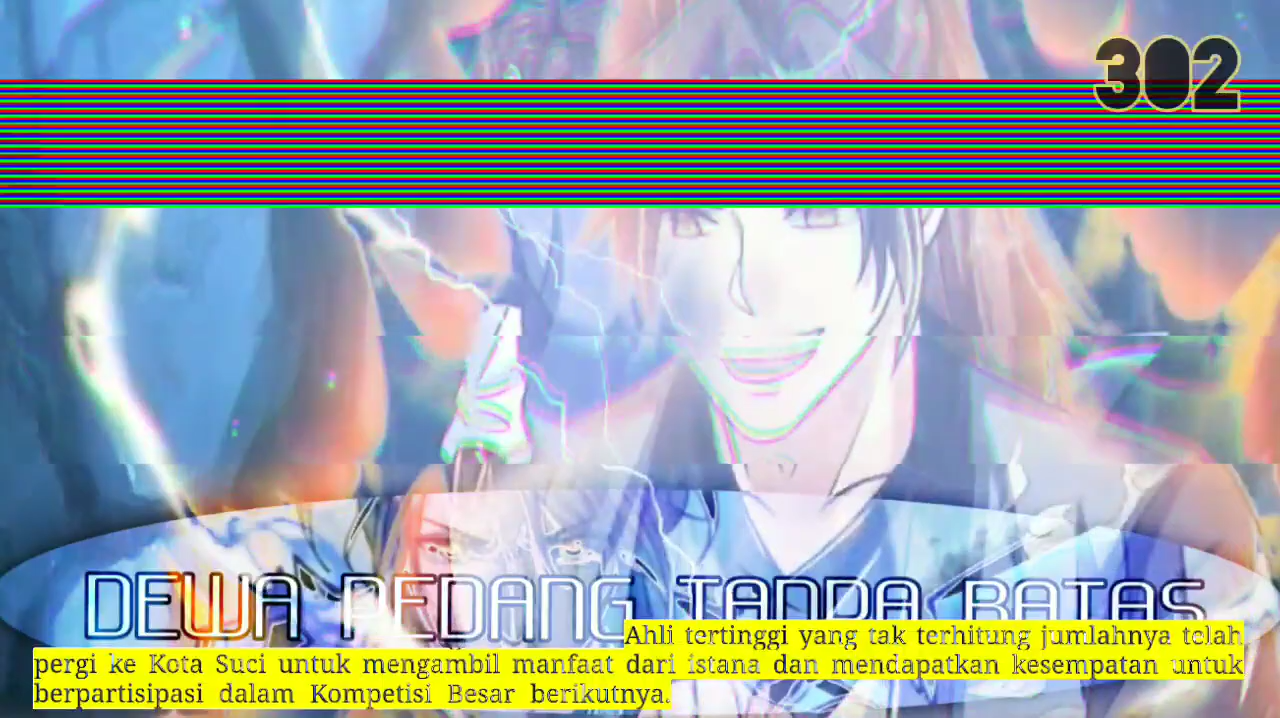 302
DEWA PEDANG TANPA BATAS
Ahli tertinggi yang tak terhitung jumlahnya telah
pergi ke Kota Suci untuk mengambil manfaat dari istana dan mendapatkan kesempatan untuk
berpartisipasi dalam Kompetisi Besar berikutnya.